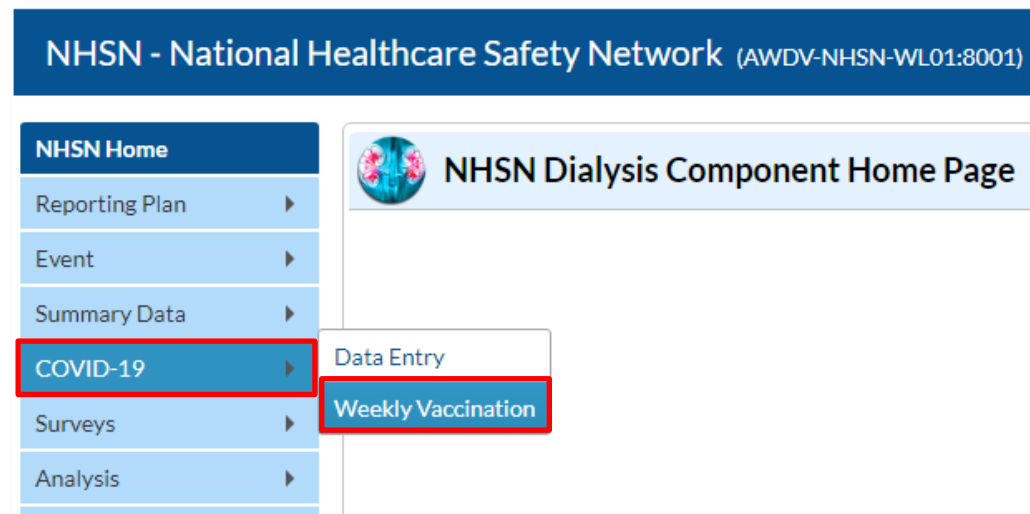 NHSN - National Healthcare Safety Network (AWDV-NHSN-WL01:8001)
NHSN Home
NHSN Dialysis Component Home Page
Reporting Plan
Event
Summary Data
COVID-19
Data Entry
Weekly Vaccination
Surveys
Analysis